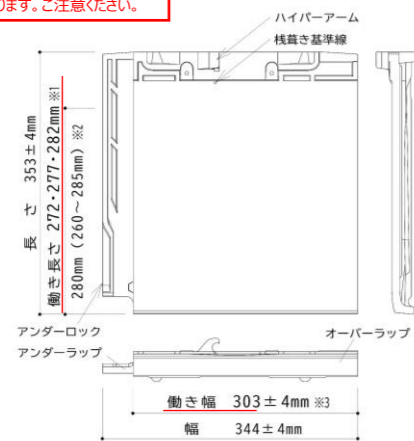 ります。ご注意ください。
ハイパーアーム
桟葺き基準線
長さ 353±4mm
働き長さ 272・277・282mm ※1
280mm（260～285mm）※2
アンダーロック
アンダーラップ
オーバーラップ
働き幅 303±4mm ※3
幅 344±4mm